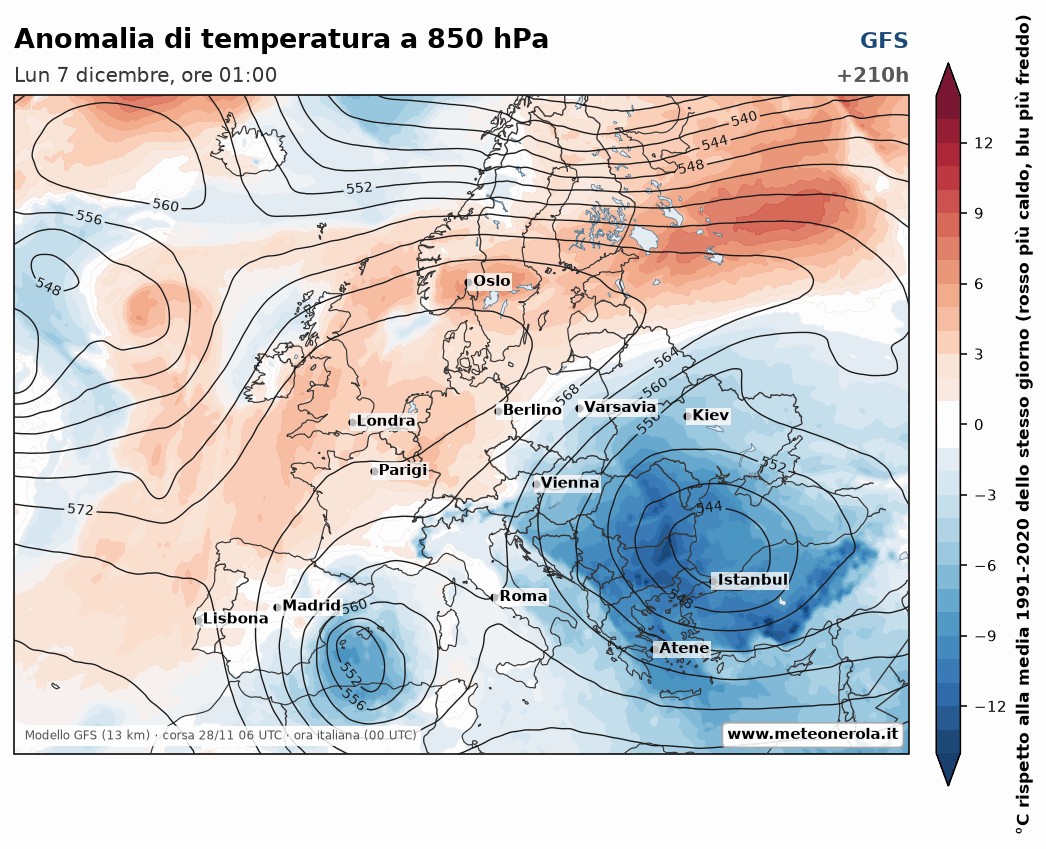 Anomalia di temperatura a 850 hPa
GFS
Lun 7 dicembre, ore 01:00
+210h
540
544
548
552
560
556
548
Oslo
564
560
568
556
Berlino
Varsavia
Kiev
Londra
Parigi
552
Vienna
572
544
Istanbul
Roma
548
Madrid
560
Lisbona
Atene
552
556
Modello GFS (13 km) · corsa 28/11 06 UTC · ora italiana (00 UTC)
www.meteonerola.it
12
9
6
3
0
−3
−6
−9
−12
°C rispetto alla media 1991-2020 dello stesso giorno (rosso più caldo, blu più freddo)